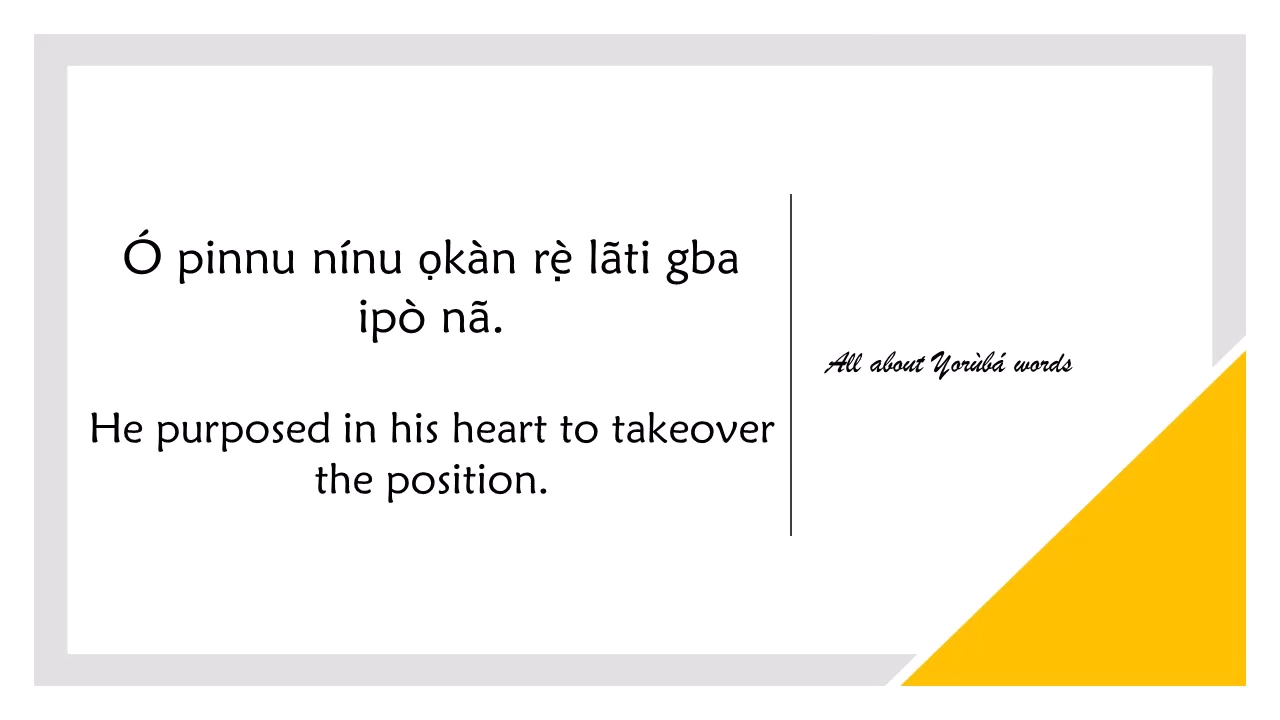 Ó pinnu nínu ọkàn rẹ̀ lãti gba
ipò nã.
He purposed in his heart to takeover
the position.
All about Yorùbá words